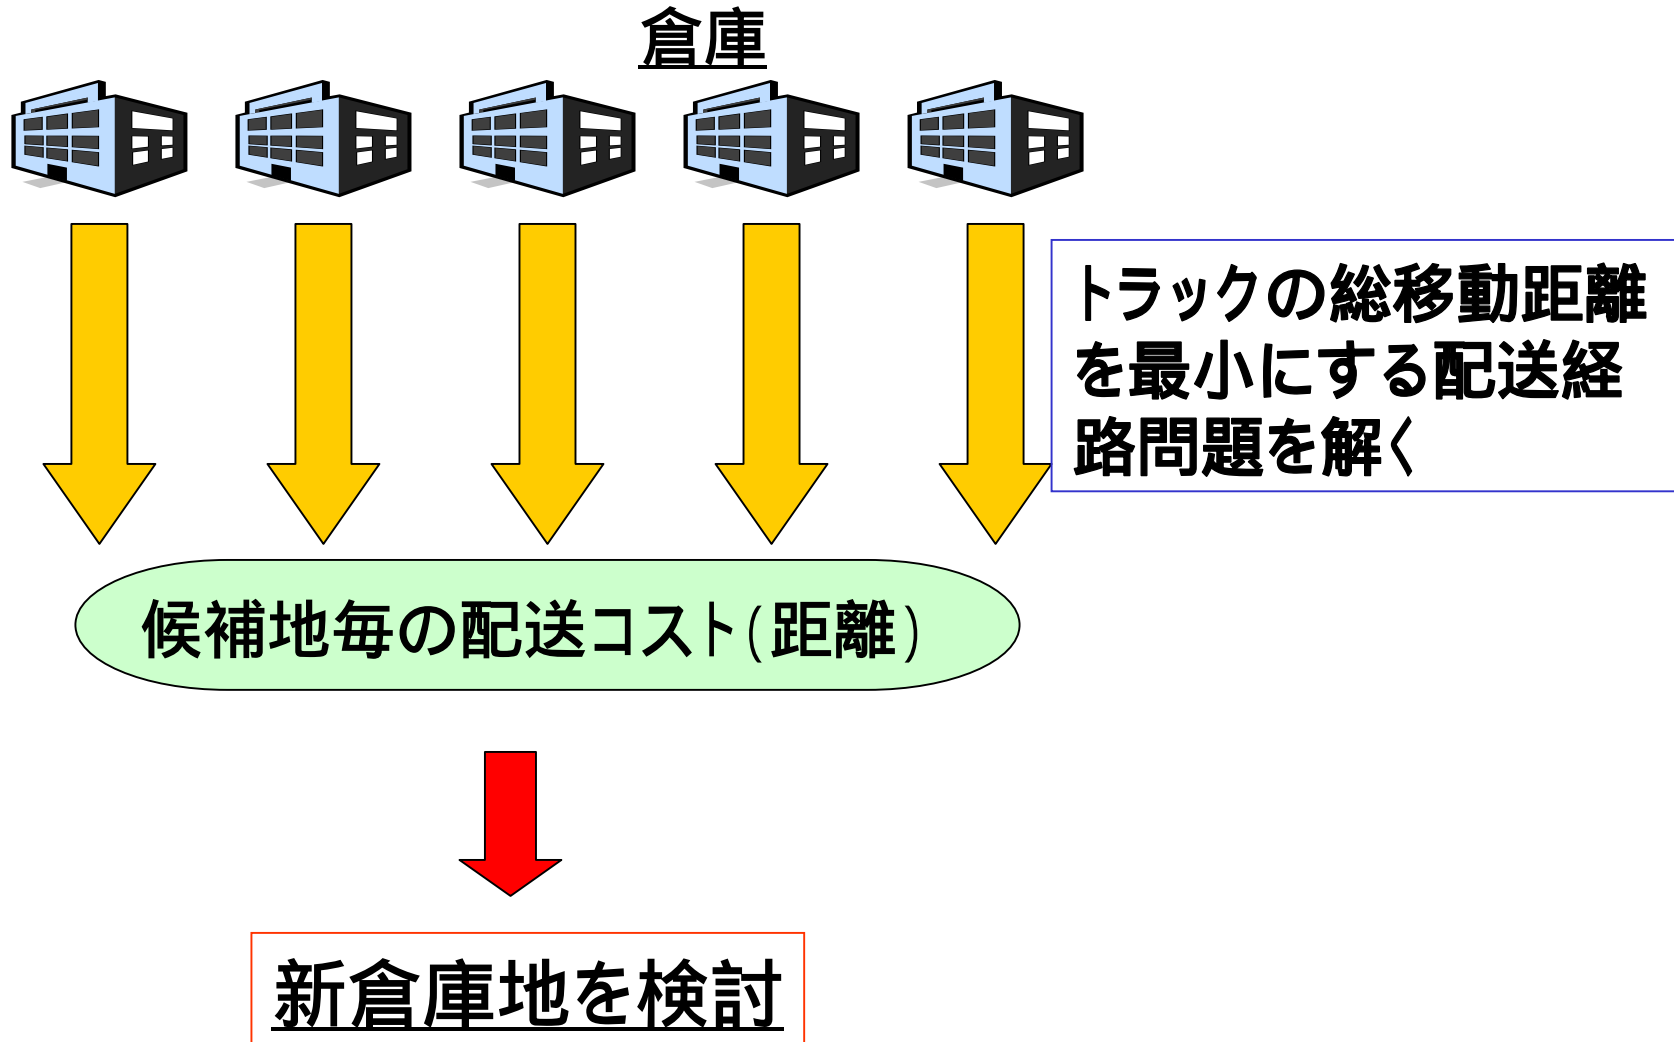 倉庫
トラックの総移動距離
を最小にする配送経
路問題を解く
候補地毎の配送コスト(距離)
新倉庫地を検討